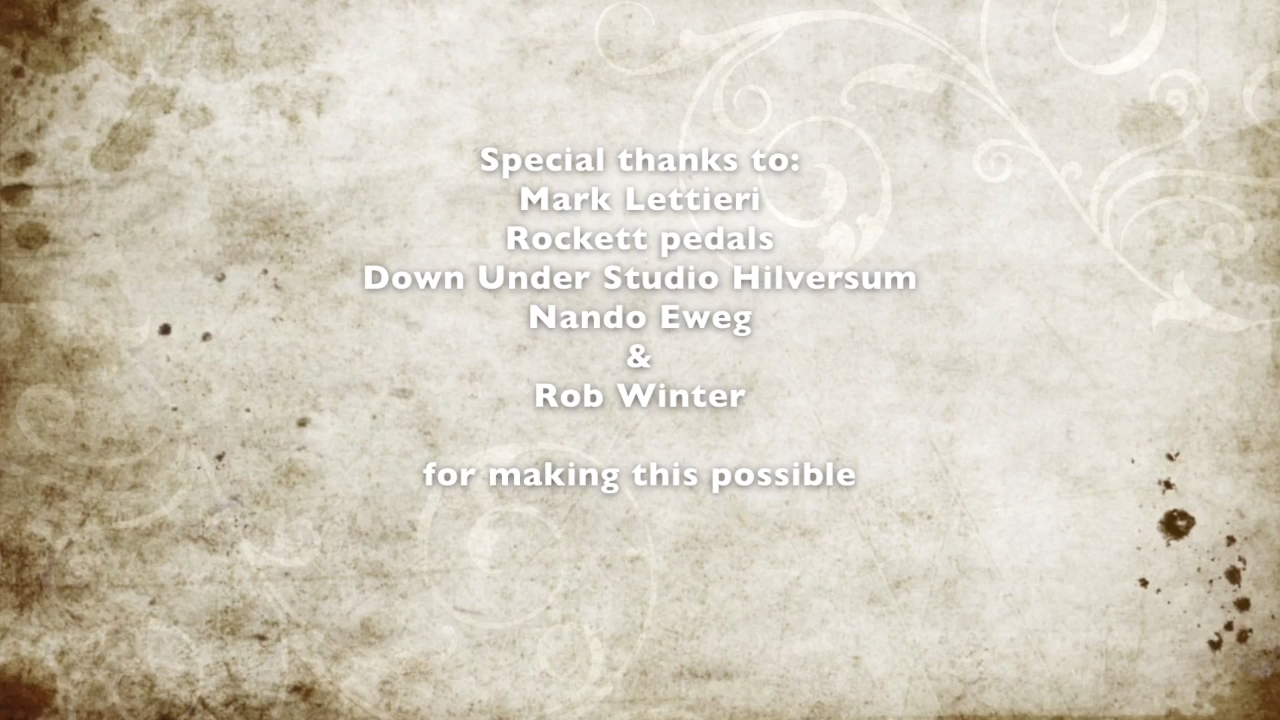 Special thanks to:
Mark Lettieri
Rockett pedals
Down Under Studio Hilversum
Nando Eweg
&
Rob Winter
for making this possible